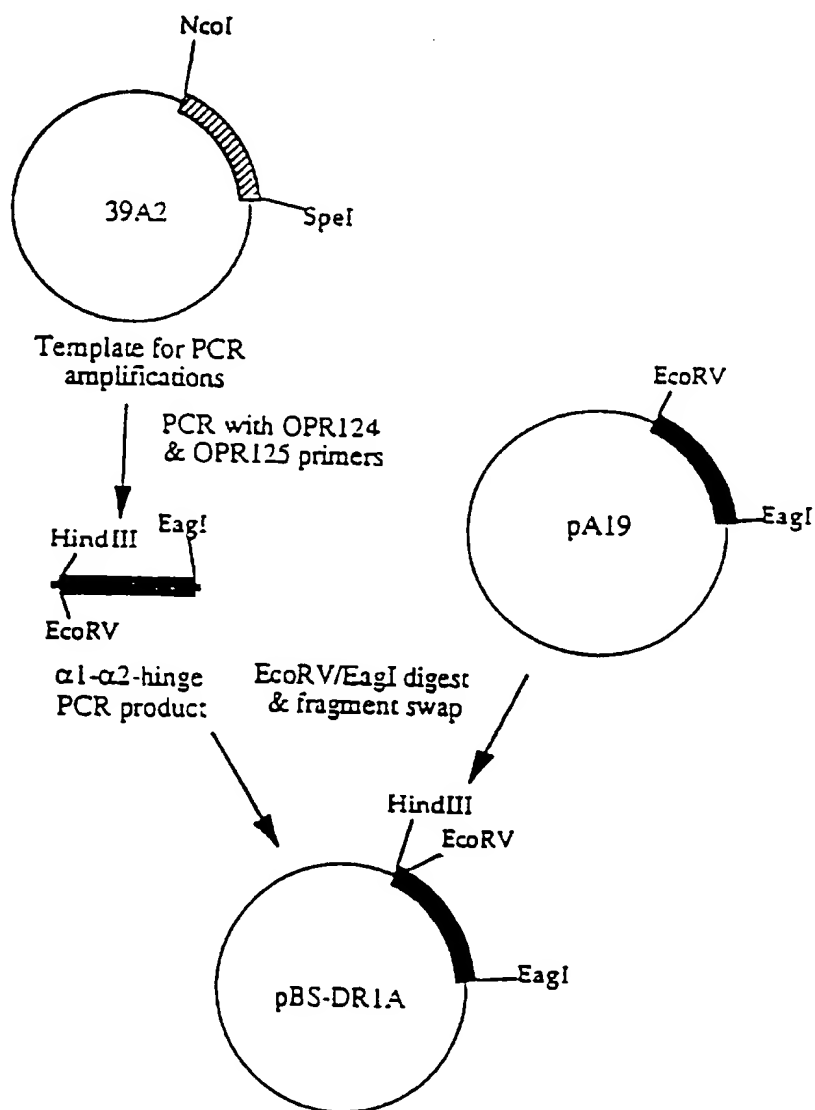 NcoI
39A2
SpeI
Template for PCR
amplifications
PCR with OPR124
& OPR125 primers
HindIII
EagI
EcoRV
α1-α2-hinge
PCR product
EcoRV
pA19
EagI
EcoRV/EagI digest
& fragment swap
HindIII
EcoRV
EagI
pBS-DR1A